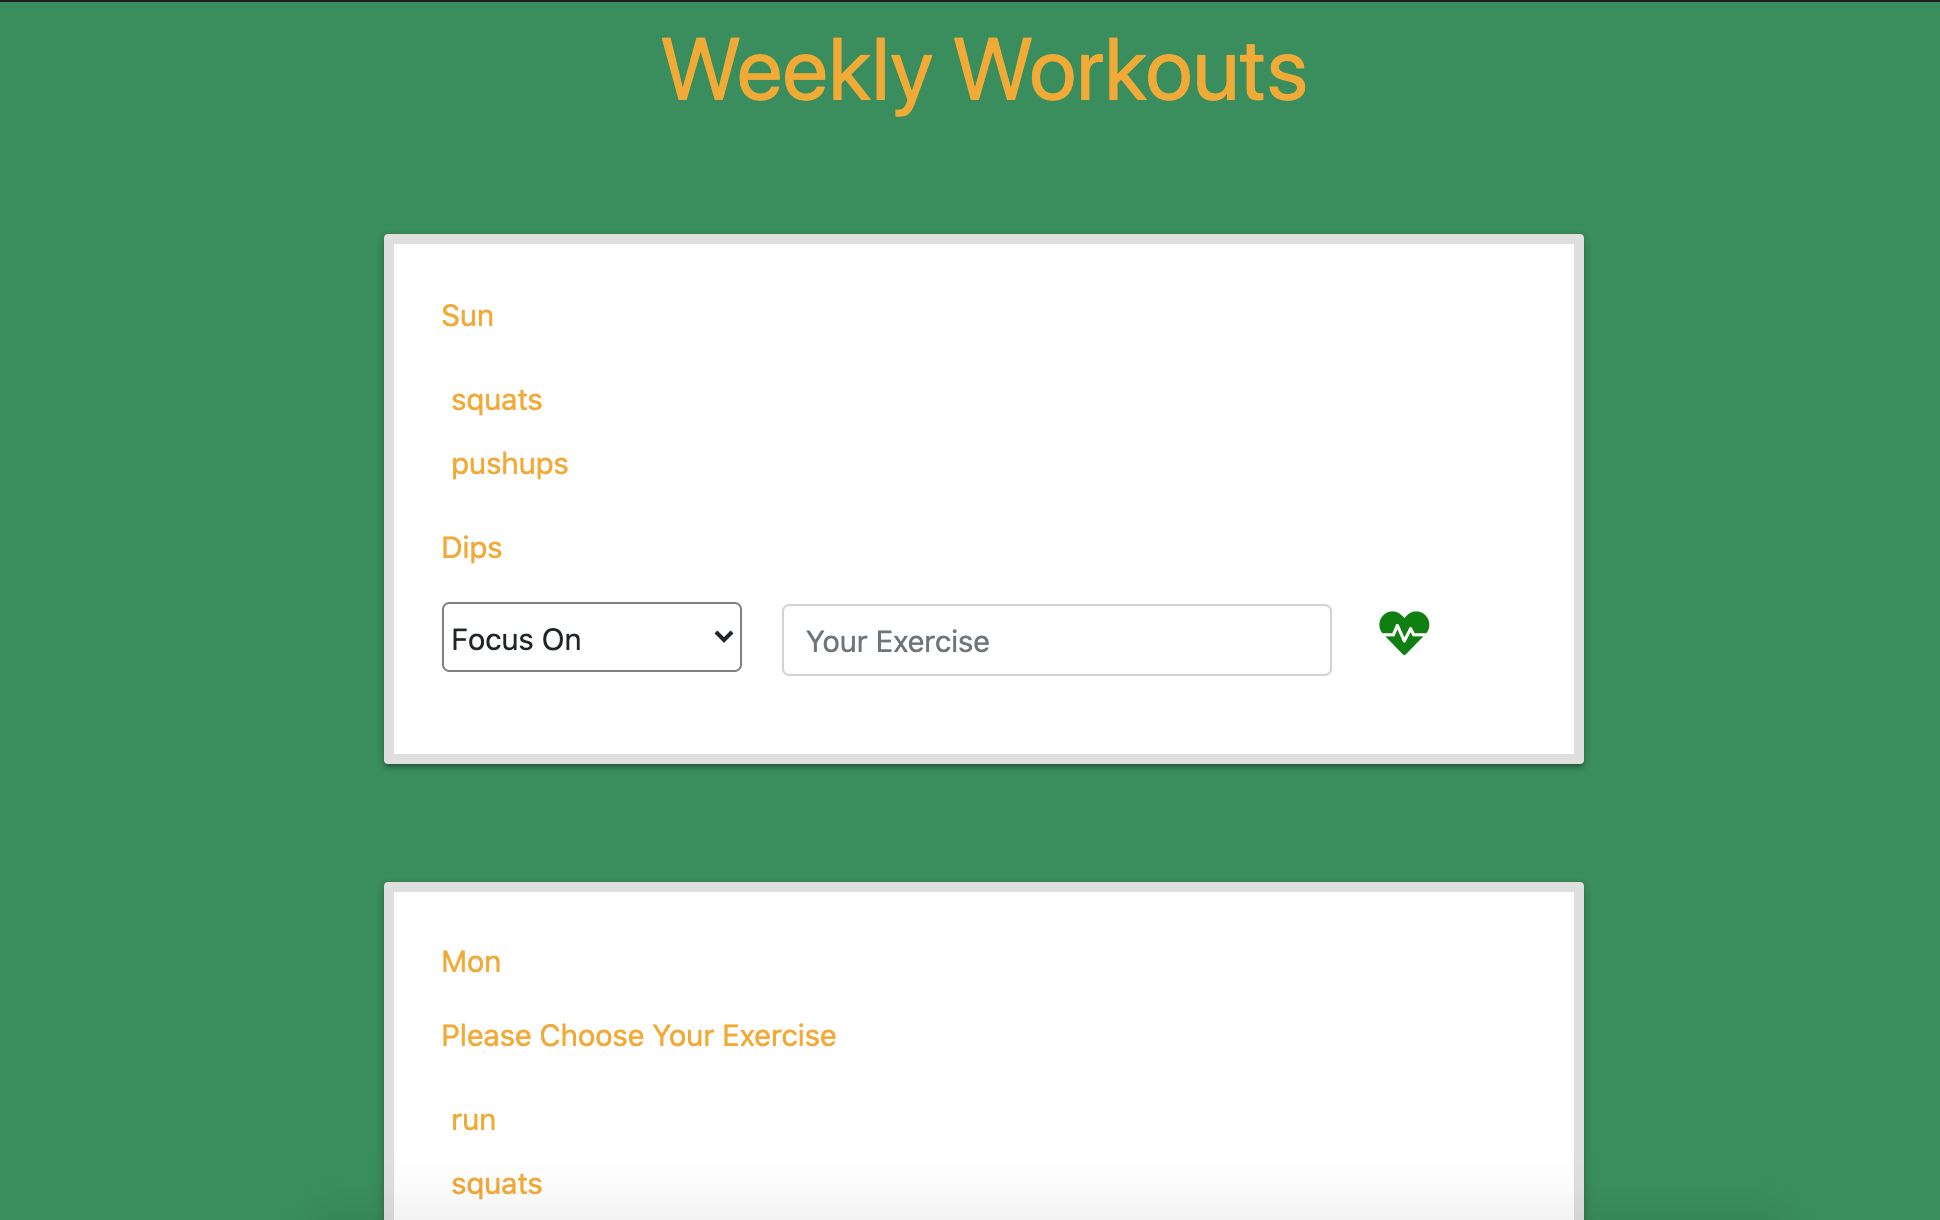 Weekly Workouts
Sun
squats
pushups
Dips
Focus On
Your Exercise
Mon
Please Choose Your Exercise
run
squats